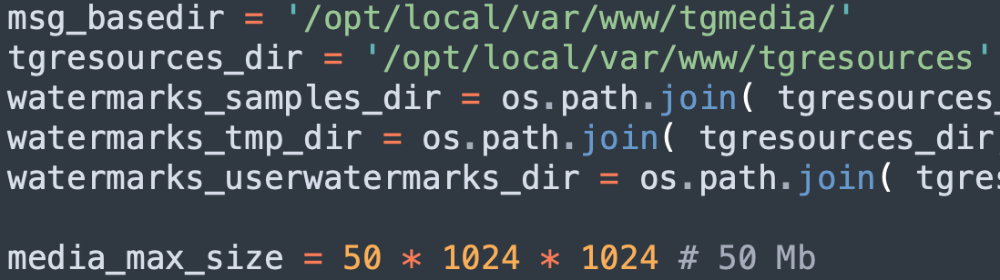 msg_basedir = '/opt/local/var/www/tgmedia/'
tgresources_dir = '/opt/local/var/www/tgresources'
watermarks_samples_dir = os.path.join( tgresources_
watermarks_tmp_dir = os.path.join( tgresources_dir
watermarks_userwatermarks_dir = os.path.join( tgres
media_max_size = 50 * 1024 * 1024 # 50 Mb